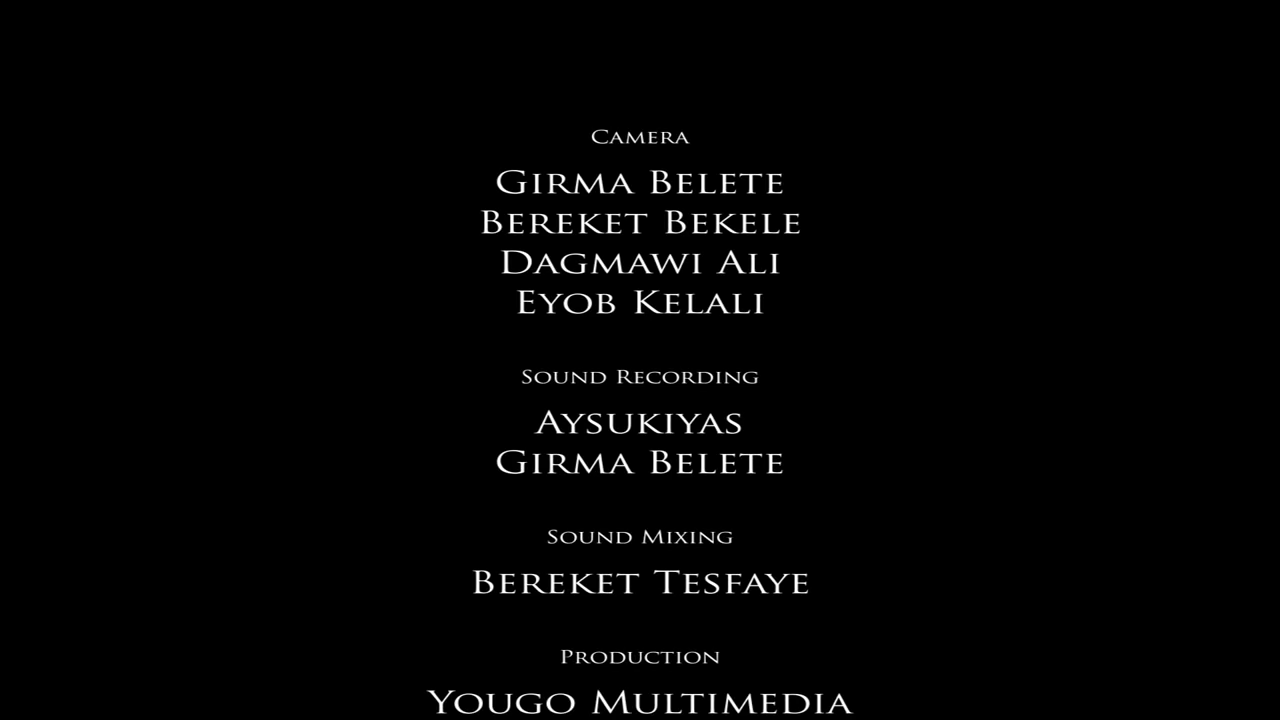 Camera
Girma Belete
Bereket Bekele
Dagmawi Ali
Eyob Kelali
Sound Recording
Aysukiyas
Girma Belete
Sound Mixing
Bereket Tesfaye
Production
Yougo Multimedia